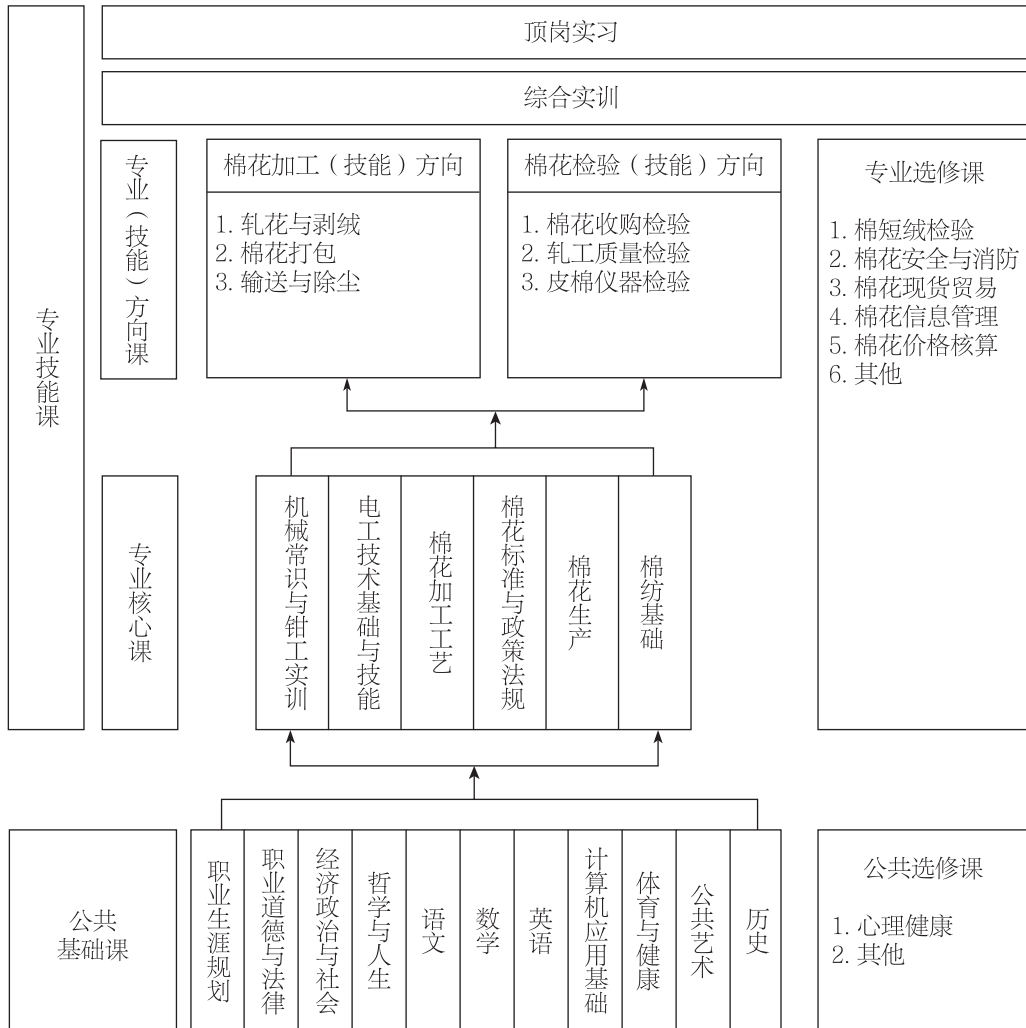 顶岗实习
综合实训
专业技能课
专业（技能）方向课
棉花加工（技能）方向
1. 轧花与剥绒
2. 棉花打包
3. 输送与除尘
棉花检验（技能）方向
1. 棉花收购检验
2. 轧工质量检验
3. 皮棉仪器检验
专业选修课
1. 棉短绒检验
2. 棉花安全与消防
3. 棉花现货贸易
4. 棉花信息管理
5. 棉花价格核算
6. 其他
专业核心课
机械常识与钳工实训
电工技术基础与技能
棉花加工工艺
棉花标准与政策法规
棉花生产
棉纺基础
公共
基础课
职业生涯规划
职业道德与法律
经济政治与社会
哲学与人生
语文
数学
英语
计算机应用基础
体育与健康
公共艺术
历史
公共选修课
1. 心理健康
2. 其他